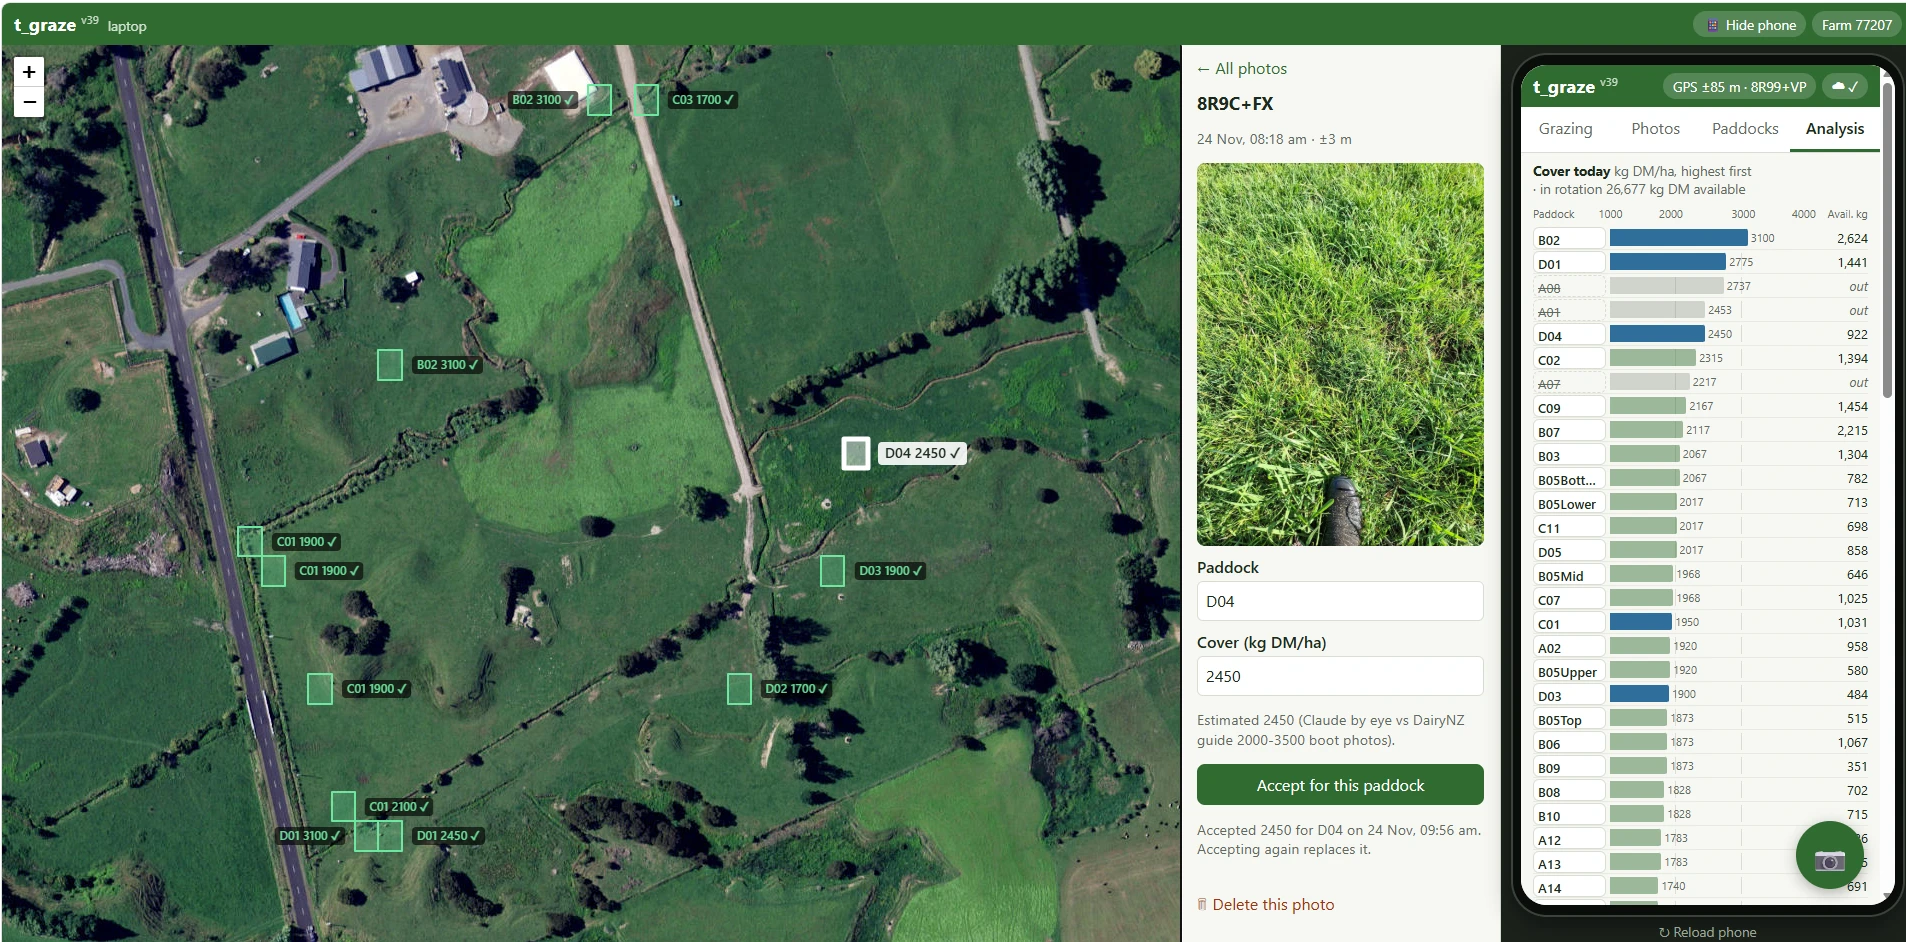 t_graze v39 laptop
Hide phone
Farm 77207
+
−
B02 3100 ✓
C03 1700 ✓
B02 3100 ✓
D04 2450 ✓
C01 1900 ✓
C01 1900 ✓
D03 1900 ✓
C01 1900 ✓
D02 1700 ✓
C01 2100 ✓
D01 3100 ✓
D01 2450 ✓
← All photos
8R9C+FX
24 Nov, 08:18 am · ±3 m
Paddock
D04
Cover (kg DM/ha)
2450
Estimated 2450 (Claude by eye vs DairyNZ
guide 2000-3500 boot photos).
Accept for this paddock
Accepted 2450 for D04 on 24 Nov, 09:56 am.
Accepting again replaces it.
Delete this photo
t_graze v39
GPS ±85 m · 8R99+VP
✓
Grazing Photos Paddocks Analysis
Cover today kg DM/ha, highest first
· in rotation 26,677 kg DM available
Paddock 1000 2000 3000 4000 Avail. kg
B02 3100 2,624
D01 2775 1,441
A08 2737 out
A01 2453 out
D04 2450 922
C02 2315 1,394
A07 2217 out
C09 2167 1,454
B07 2117 2,215
B03 2067 1,304
B05Bott... 2067 782
B05Lower 2017 713
C11 2017 698
D05 2017 858
B05Mid 1968 646
C07 1968 1,025
C01 1950 1,031
A02 1920 958
B05Upper 1920 580
D03 1900 484
B05Top 1873 515
B06 1873 1,067
B09 1873 351
B08 1828 702
B10 1828 715
A12 1783
A13 1783
A14 1740 691
↻ Reload phone